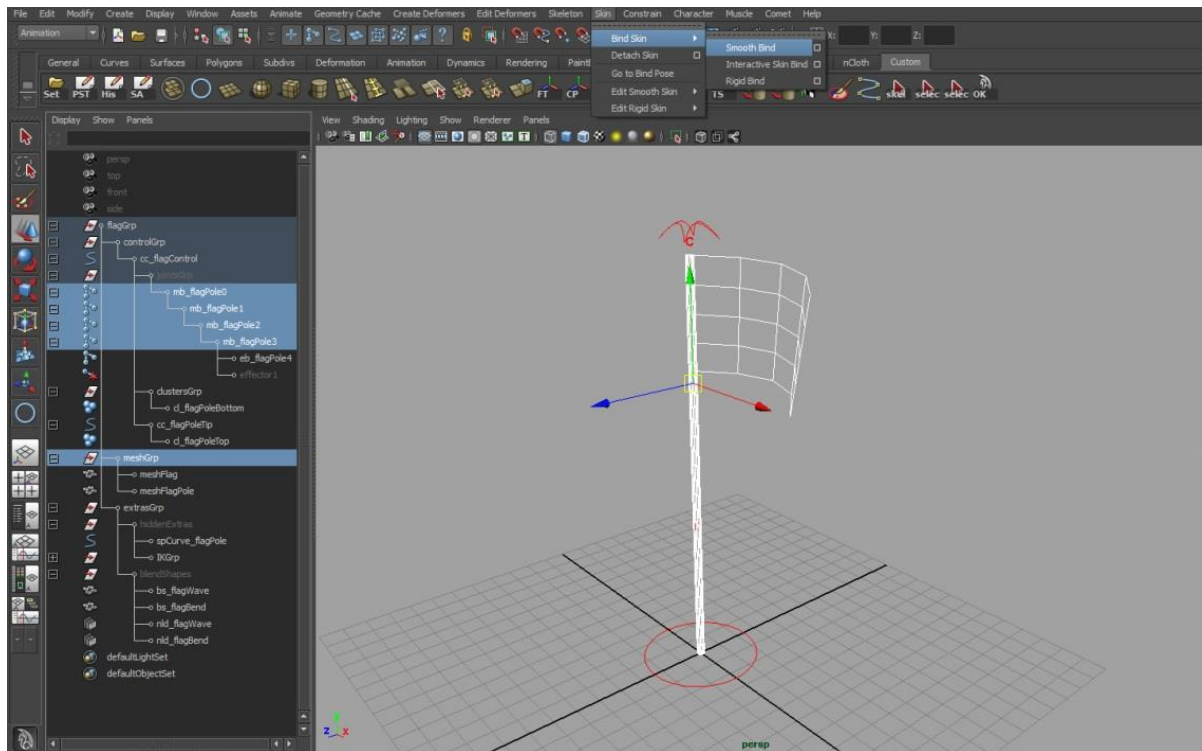 File Edit Modify Create Display Window Assets Animate Geometry Cache Create Deformers Edit Deformers Skeleton Skin Constrain Character Muscle Comet Help
Animation X: Y: Z:
Bind Skin
Detach Skin
Go to Bind Pose
Edit Smooth Skin
Edit Rigid Skin
Smooth Bind
Interactive Skin Bind
Rigid Bind
General Curves Surfaces Polygons Subdivs Deformation Animation Dynamics Rendering nCloth Custom
Set PST His SA FT CP TS skel selec selec OK
Display Show Panels
View Shading Lighting Show Renderer Panels
persp
top
front
side
flagGrp
controlGrp
cc_flagControl
jointsGrp
mb_flagPole0
mb_flagPole1
mb_flagPole2
mb_flagPole3
eb_flagPole4
effector1
clustersGrp
cl_flagPoleBottom
cc_flagPoleTip
cl_flagPoleTop
meshGrp
meshFlag
meshFlagPole
extrasGrp
hiddenExtras
spCurve_flagPole
IKGrp
blendShapes
bs_flagWave
bs_flagBend
nld_flagWave
nld_flagBend
defaultLightSet
defaultObjectSet
C
y
z x
persp